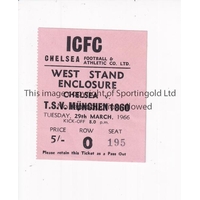 ICFC
CHELSEA FOOTBALL & ATHLETIC CO. LTD.
WEST STAND
ENCLOSURE
CHELSEA v.
T.S.V. MÜNCHEN 1860
TUESDAY, 29th MARCH, 1966
KICK-OFF 8.0 p.m.
PRICE ROW SEAT
5/- O 195
Please retain this Ticket as a Pass Out